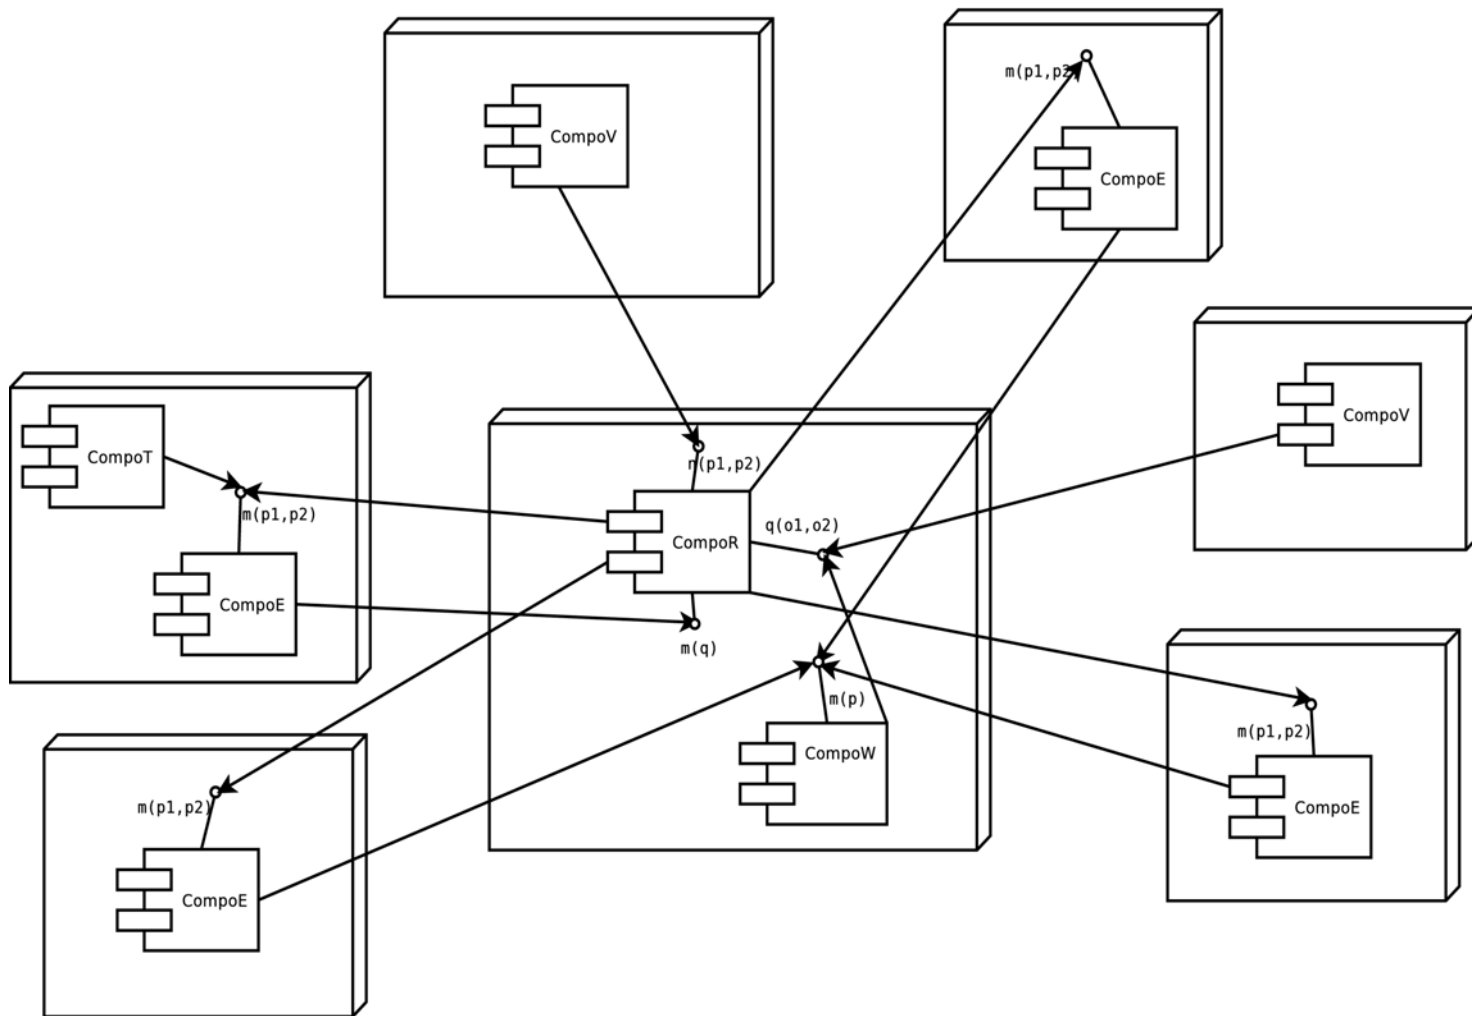 CompoV
m(p1,p2)
CompoE
CompoV
CompoT
m(p1,p2)
CompoE
n(p1,p2)
q(o1,o2)
CompoR
m(q)
m(p)
CompoW
m(p1,p2)
CompoE
m(p1,p2)
CompoE